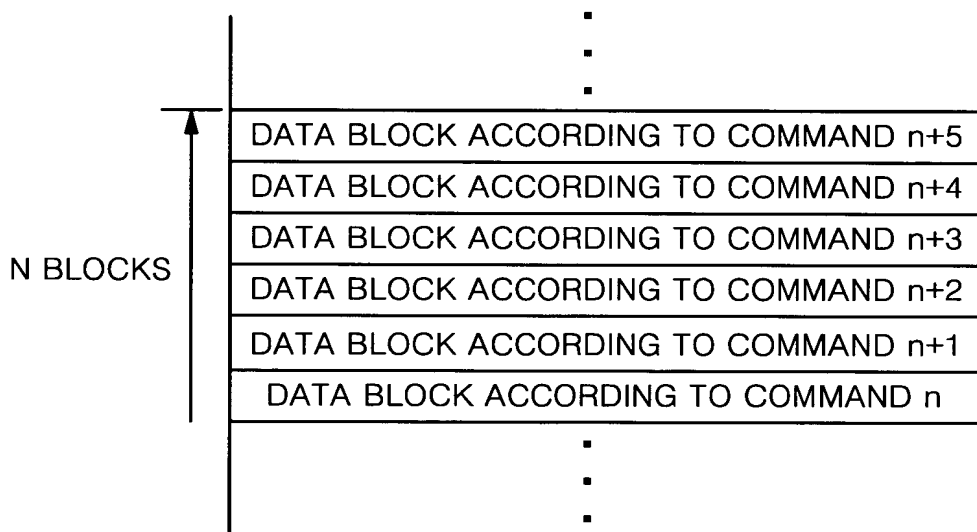 DATA BLOCK ACCORDING TO COMMAND n+5
DATA BLOCK ACCORDING TO COMMAND n+4
DATA BLOCK ACCORDING TO COMMAND n+3
N BLOCKS
DATA BLOCK ACCORDING TO COMMAND n+2
DATA BLOCK ACCORDING TO COMMAND n+1
DATA BLOCK ACCORDING TO COMMAND n